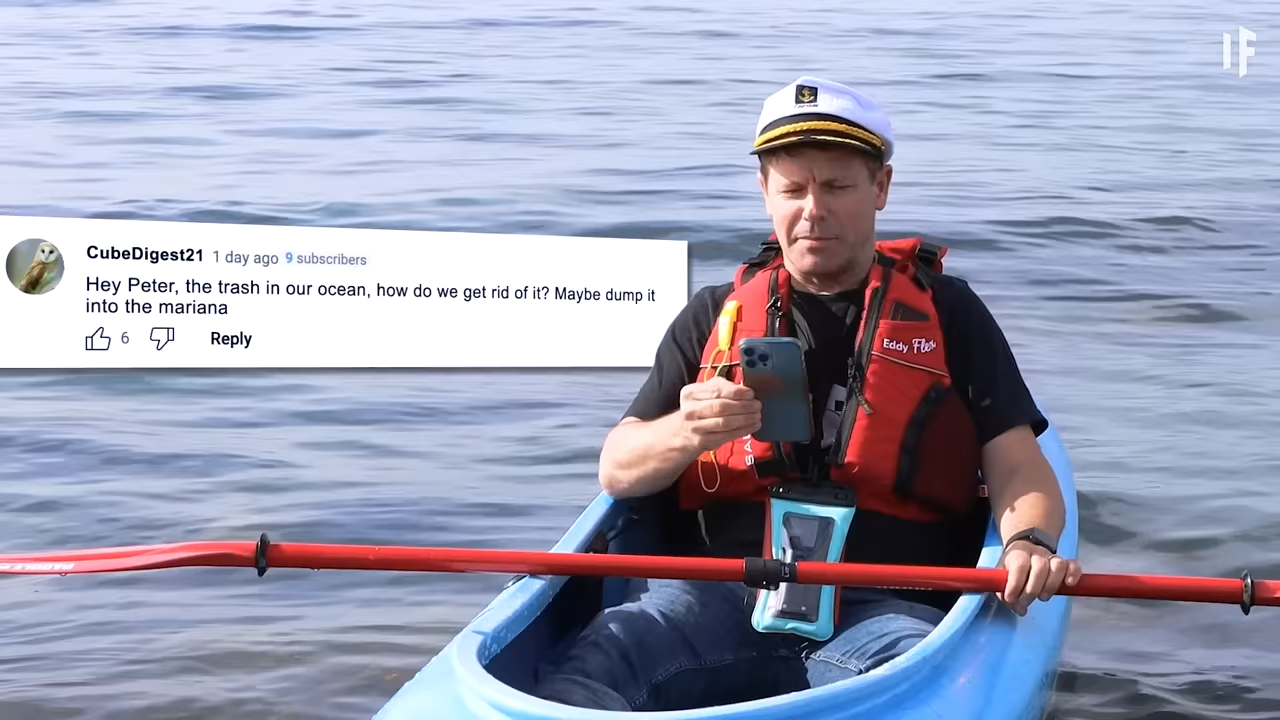 IF
CubeDigest21 1 day ago 9 subscribers
Hey Peter, the trash in our ocean, how do we get rid of it? Maybe dump it
into the mariana
6 Reply
Eddy Flex